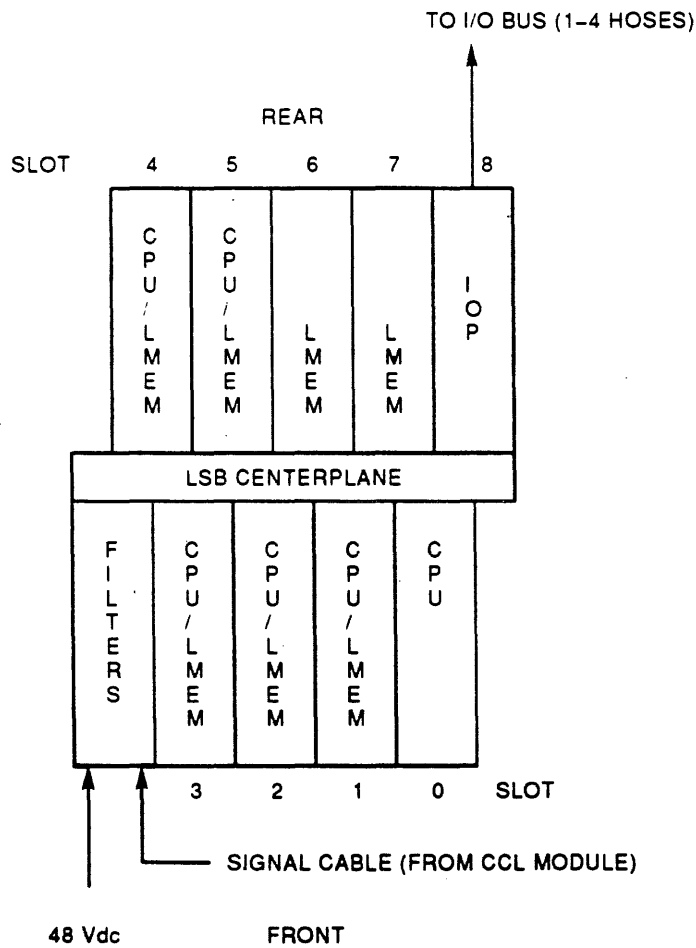 TO I/O BUS (1–4 HOSES)
REAR
SLOT 4 5 6 7 8
CPU/LMEM
CPU/LMEM
LMEM
LMEM
IOP
LSB CENTERPLANE
FILTERS
CPU/LMEM
CPU/LMEM
CPU/LMEM
CPU
3 2 1 0 SLOT
SIGNAL CABLE (FROM CCL MODULE)
48 Vdc FRONT